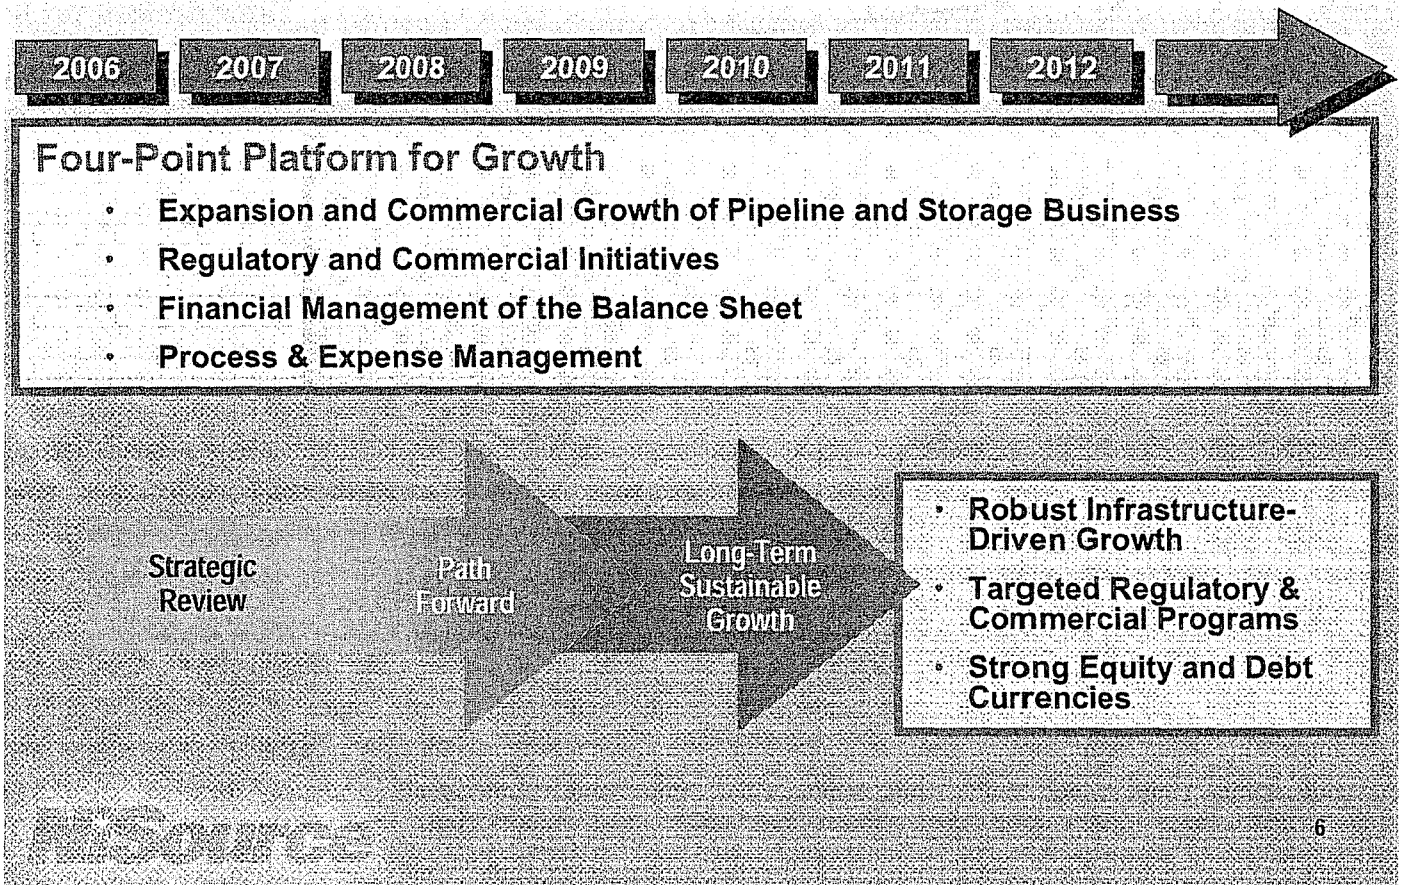 2006 2007 2008 2009 2010 2011 2012
Four-Point Platform for Growth
• Expansion and Commercial Growth of Pipeline and Storage Business
• Regulatory and Commercial Initiatives
• Financial Management of the Balance Sheet
• Process & Expense Management
Strategic
Review
Path
Forward
Long-Term
Sustainable
Growth
• Robust Infrastructure-
Driven Growth
• Targeted Regulatory &
Commercial Programs
• Strong Equity and Debt
Currencies
NiSource
6